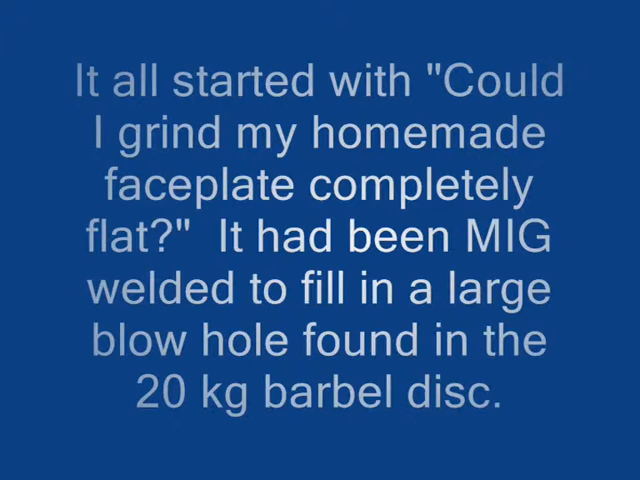 It all started with "Could
I grind my homemade
faceplate completely
flat?"  It had been MIG
welded to fill in a large
blow hole found in the
20 kg barbel disc.